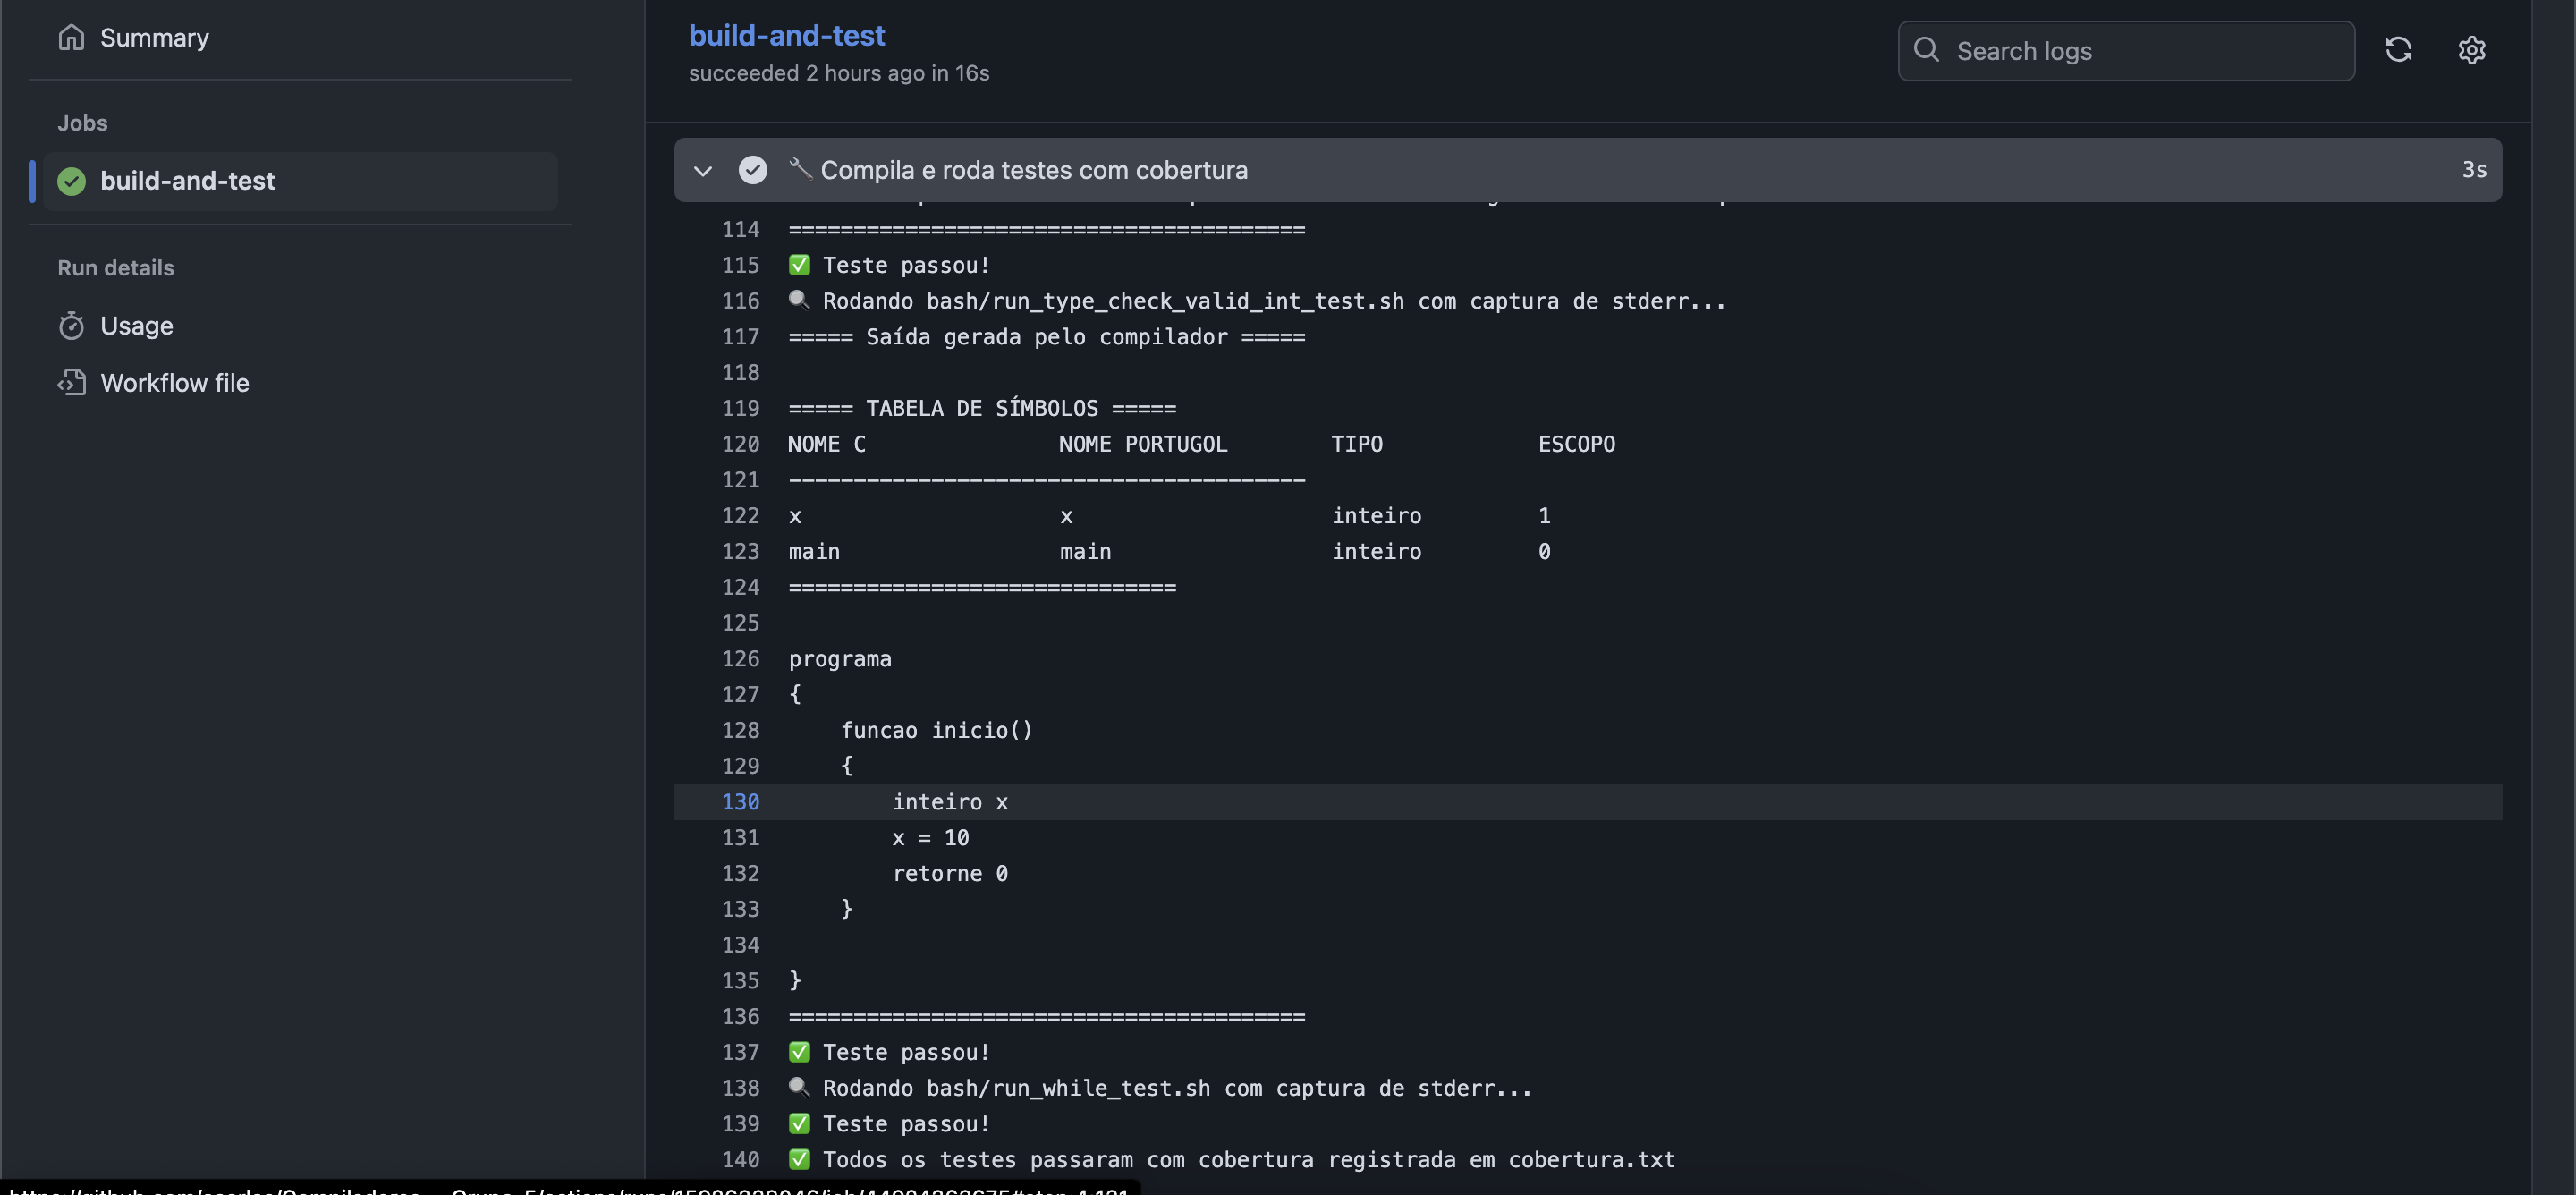 Summary
Jobs
build-and-test
Run details
Usage
Workflow file
build-and-test
succeeded 2 hours ago in 16s
Search logs
Compila e roda testes com cobertura 3s
114 ========================================
115 ✅ Teste passou!
116 🔍 Rodando bash/run_type_check_valid_int_test.sh com captura de stderr...
117 ===== Saída gerada pelo compilador =====
118
119 ===== TABELA DE SÍMBOLOS =====
120 NOME C NOME PORTUGOL TIPO ESCOPO
121 ----------------------------------------
122 x x inteiro 1
123 main main inteiro 0
124 ==============================
125
126 programa
127 {
128 funcao inicio()
129 {
130 inteiro x
131 x = 10
132 retorne 0
133 }
134
135 }
136 ========================================
137 ✅ Teste passou!
138 🔍 Rodando bash/run_while_test.sh com captura de stderr...
139 ✅ Teste passou!
140 ✅ Todos os testes passaram com cobertura registrada em cobertura.txt